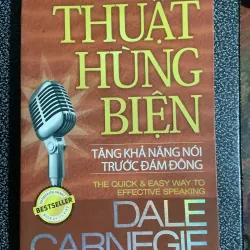 THUẬT
HÙNG
BIỆN
TĂNG KHẢ NĂNG NÓI
TRƯỚC ĐÁM ĐÔNG
THE QUICK & EASY WAY TO
EFFECTIVE SPEAKING
BESTSELLER
DALE
CARNEGIE